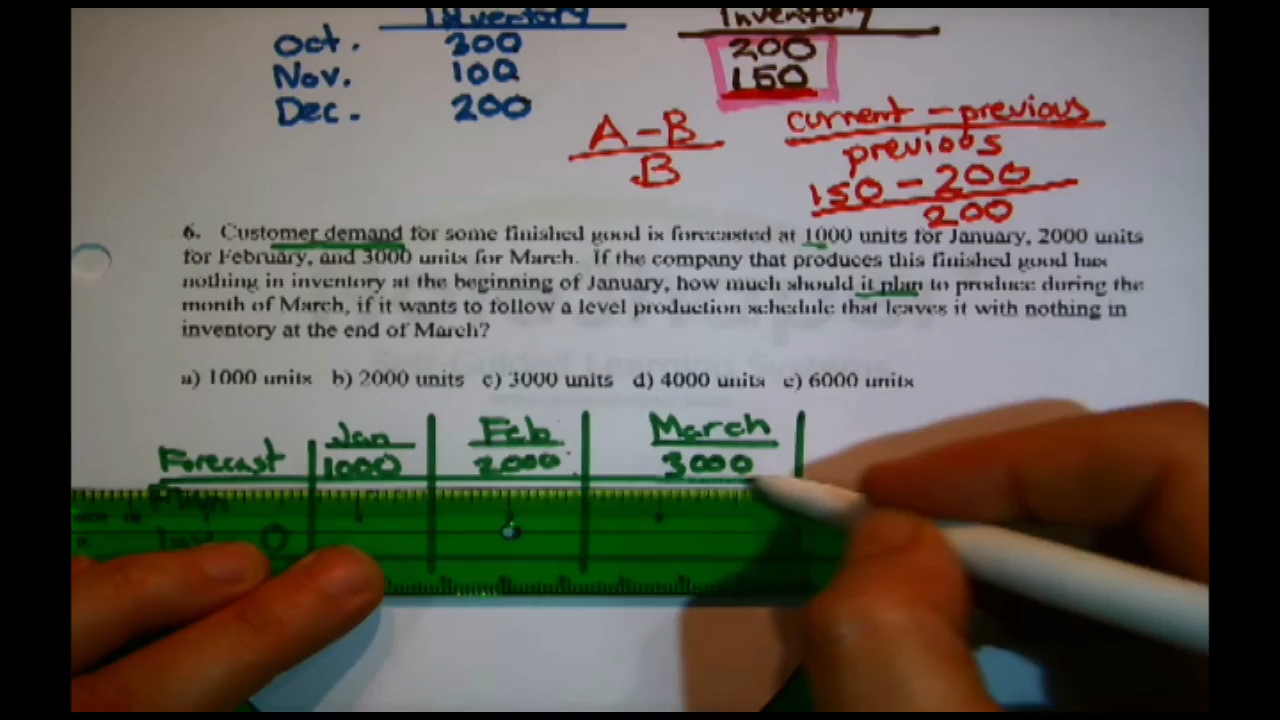 Inventory Inventory
Oct. 300 200
Nov. 100 150
Dec. 200
A - B
B
current - previous
previous
150 - 200
200
6. Customer demand for some finished good is forecasted at 1000 units for January, 2000 units
for February, and 3000 units for March. If the company that produces this finished good has
nothing in inventory at the beginning of January, how much should it plan to produce during the
month of March, if it wants to follow a level production schedule that leaves it with nothing in
inventory at the end of March?
a) 1000 units b) 2000 units c) 3000 units d) 4000 units e) 6000 units
Jan Feb March
Forecast 1000 2000 3000
Plan
Inv. 0